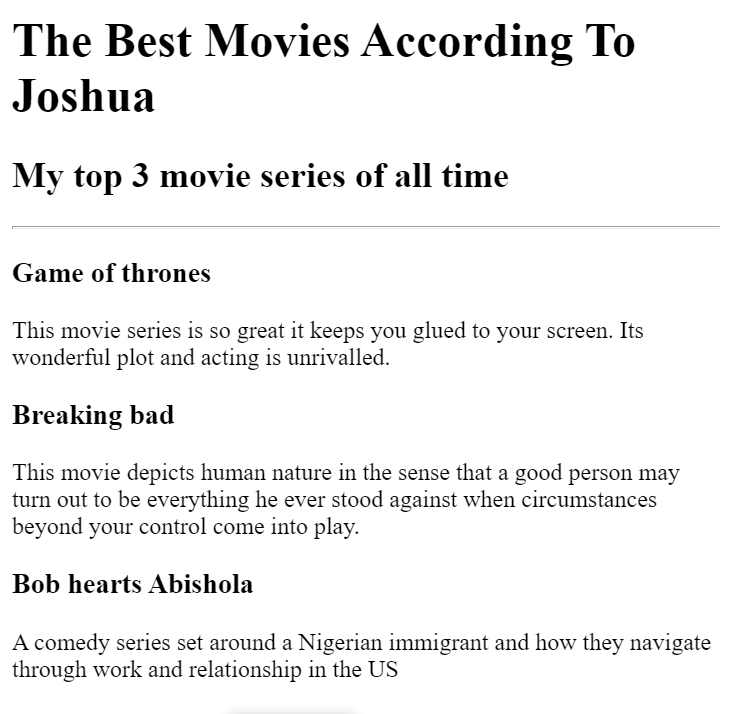 The Best Movies According To
Joshua
My top 3 movie series of all time
Game of thrones
This movie series is so great it keeps you glued to your screen. Its
wonderful plot and acting is unrivalled.
Breaking bad
This movie depicts human nature in the sense that a good person may
turn out to be everything he ever stood against when circumstances
beyond your control come into play.
Bob hearts Abishola
A comedy series set around a Nigerian immigrant and how they navigate
through work and relationship in the US